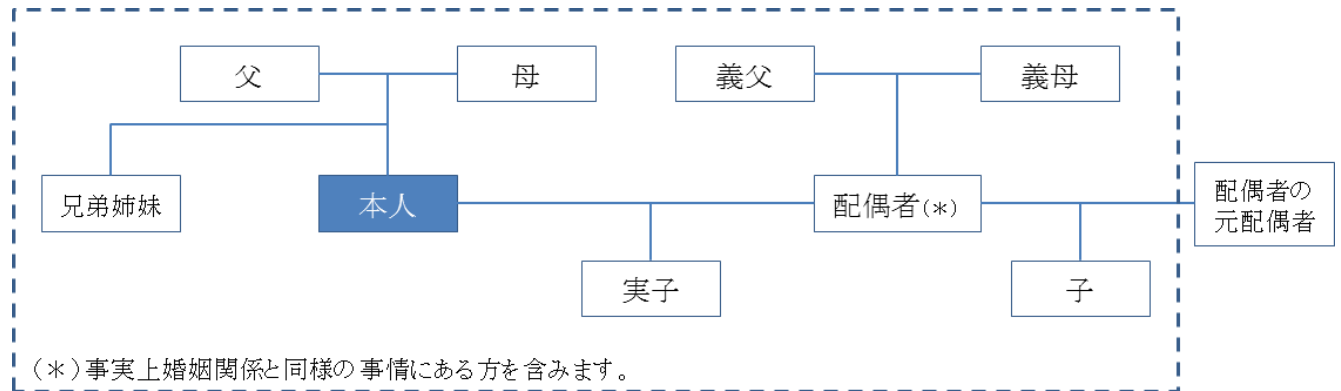 父
母
義父
義母
兄弟姉妹
本人
配偶者(*)
配偶者の
元配偶者
実子
子
(*)事実上婚姻関係と同様の事情にある方を含みます。